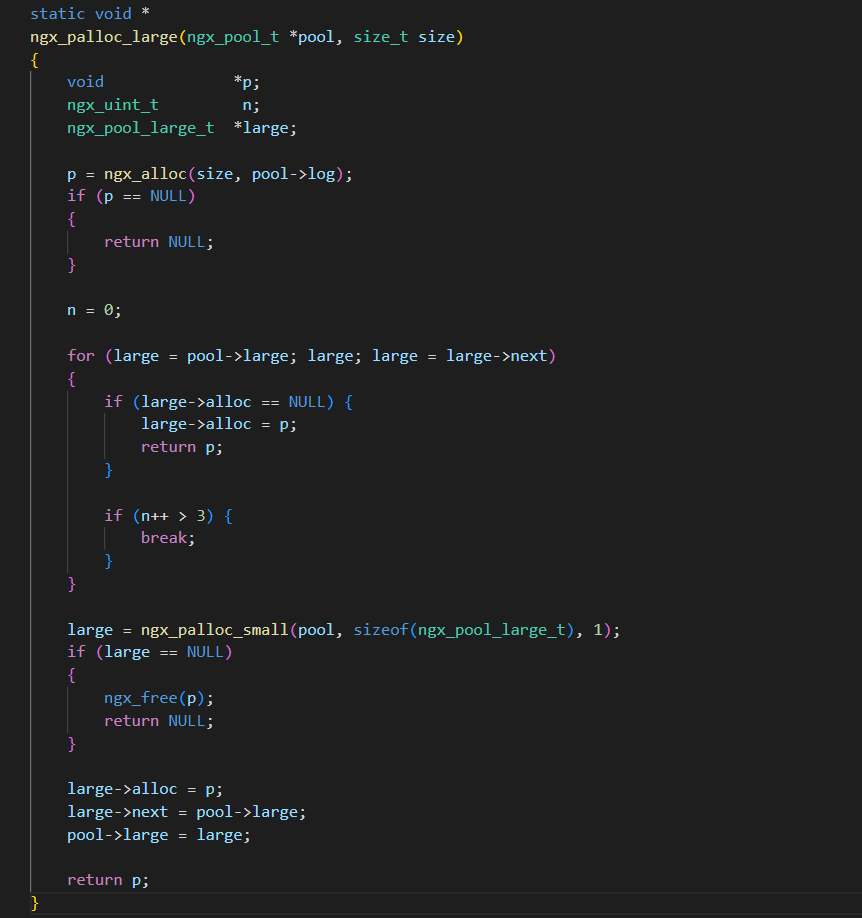 static void *
ngx_palloc_large(ngx_pool_t *pool, size_t size)
{
    void              *p;
    ngx_uint_t         n;
    ngx_pool_large_t  *large;

    p = ngx_alloc(size, pool->log);
    if (p == NULL)
    {
        return NULL;
    }

    n = 0;

    for (large = pool->large; large; large = large->next)
    {
        if (large->alloc == NULL) {
            large->alloc = p;
            return p;
        }

        if (n++ > 3) {
            break;
        }
    }

    large = ngx_palloc_small(pool, sizeof(ngx_pool_large_t), 1);
    if (large == NULL)
    {
        ngx_free(p);
        return NULL;
    }

    large->alloc = p;
    large->next = pool->large;
    pool->large = large;

    return p;
}